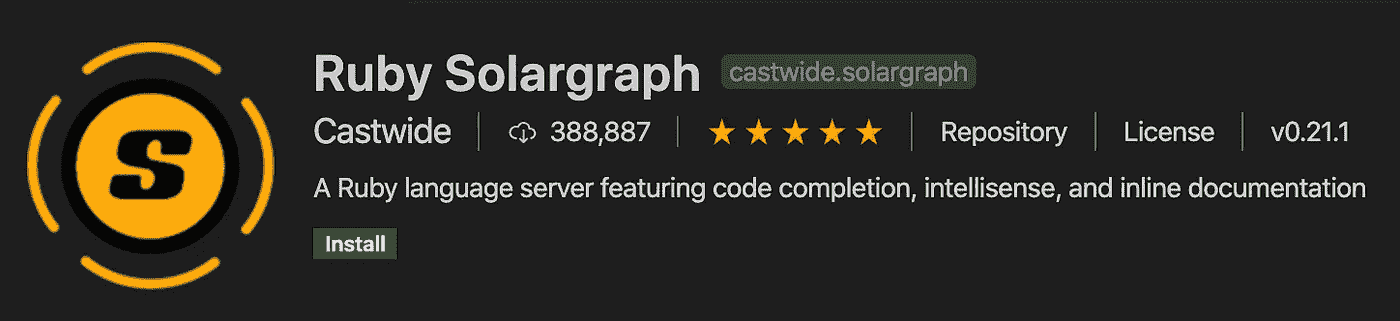 S
Ruby Solargraph castwide.solargraph
Castwide 388,887 Repository License v0.21.1
A Ruby language server featuring code completion, intellisense, and inline documentation
Install